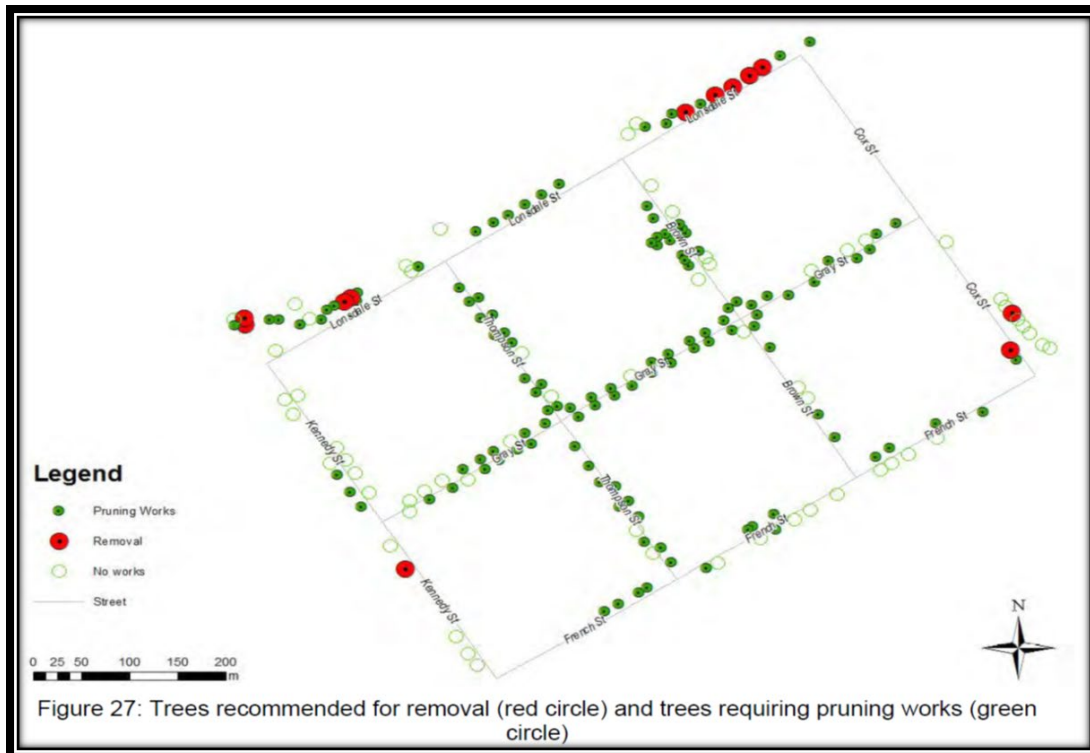 Lonsdale St
Cox St
Lonsdale St
Brown St
Gray St
Cox St
Lonsdale St
Thompson St
Gray St
Brown St
French St
Kennedy St
Gray St
Thompson St
French St
Kennedy St
French St
Legend
Pruning Works
Removal
No works
Street
N
0 25 50 100 150 200
m
Figure 27: Trees recommended for removal (red circle) and trees requiring pruning works (green
circle)